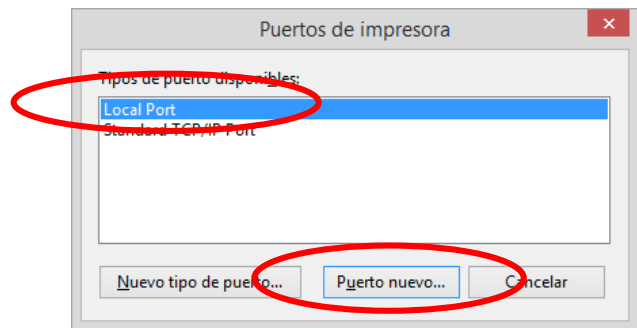 Puertos de impresora
Tipos de puerto disponibles:
Local Port
Standard TCP/IP Port
Nuevo tipo de puerto... Puerto nuevo... Cancelar